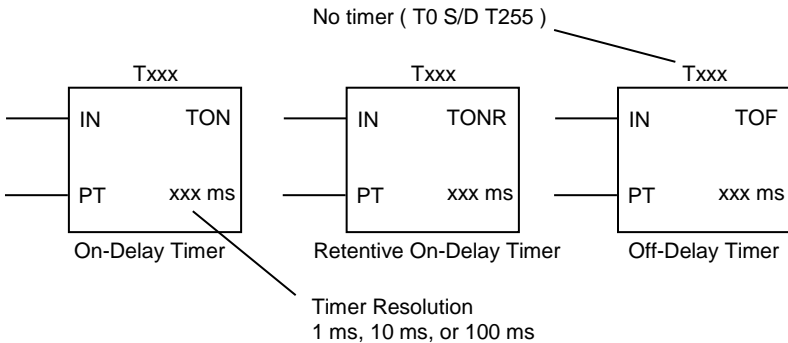 No timer ( T0 S/D T255 )
Txxx Txxx Txxx
IN TON IN TONR IN TOF
PT xxx ms PT xxx ms PT xxx ms
On-Delay Timer Retentive On-Delay Timer Off-Delay Timer
Timer Resolution
1 ms, 10 ms, or 100 ms